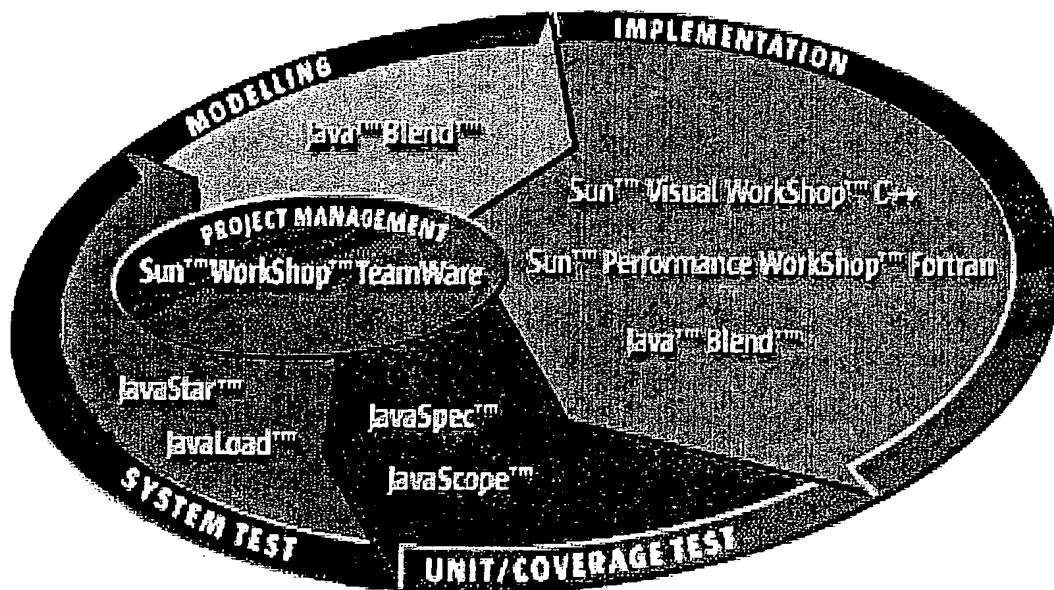 MODELLING
IMPLEMENTATION
Java™ Blend™
Sun™ Visual WorkShop™ C++
PROJECT MANAGEMENT
Sun™ WorkShop™ TeamWare
Sun™ Performance WorkShop™ Fortran
Java™ Blend™
JavaStar™
JavaLoad™
JavaSpec™
JavaScope™
SYSTEM TEST
UNIT/COVERAGE TEST